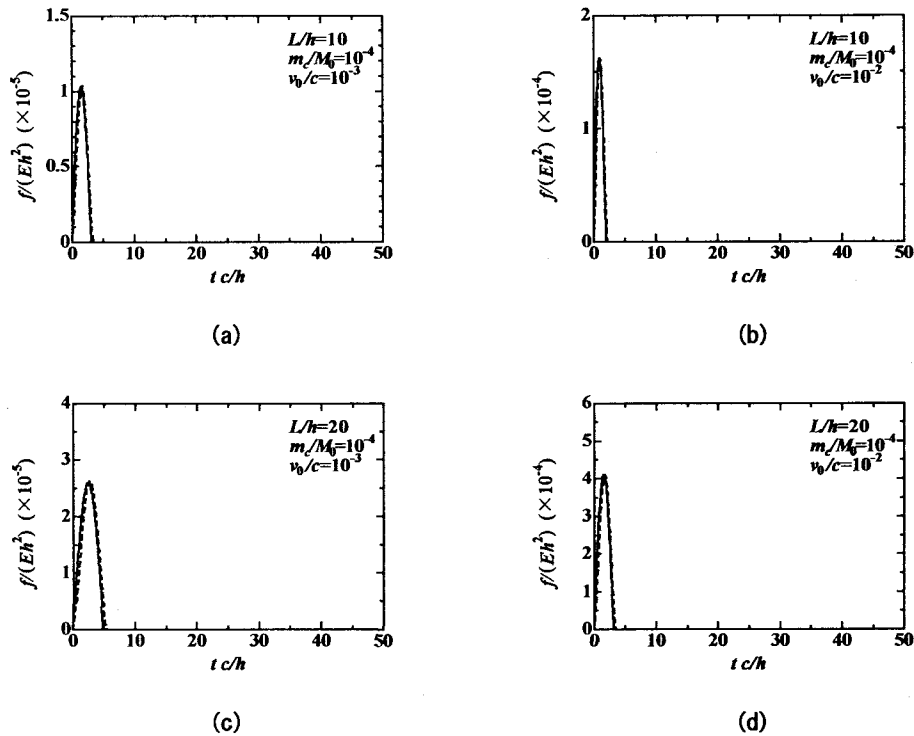 1.5
1
0.5
0
f/(Eh²) (×10⁻⁵)
L/h=10
m_c/M₀=10⁻⁴
v₀/c=10⁻³
0 10 20 30 40 50
t c/h
(a)
2
1
0
f/(Eh²) (×10⁻⁴)
L/h=10
m_c/M₀=10⁻⁴
v₀/c=10⁻²
0 10 20 30 40 50
t c/h
(b)
4
3
2
1
0
f/(Eh²) (×10⁻⁵)
L/h=20
m_c/M₀=10⁻⁴
v₀/c=10⁻³
0 10 20 30 40 50
t c/h
(c)
6
5
4
3
2
1
0
f/(Eh²) (×10⁻⁴)
L/h=20
m_c/M₀=10⁻⁴
v₀/c=10⁻²
0 10 20 30 40 50
t c/h
(d)